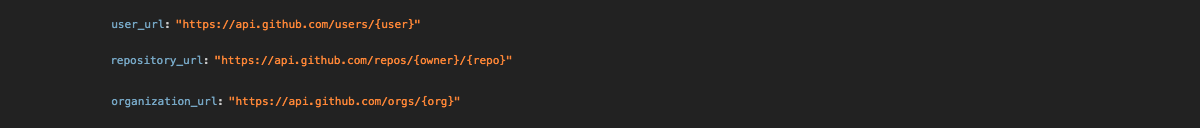 user_url: "https://api.github.com/users/{user}"
repository_url: "https://api.github.com/repos/{owner}/{repo}"
organization_url: "https://api.github.com/orgs/{org}"